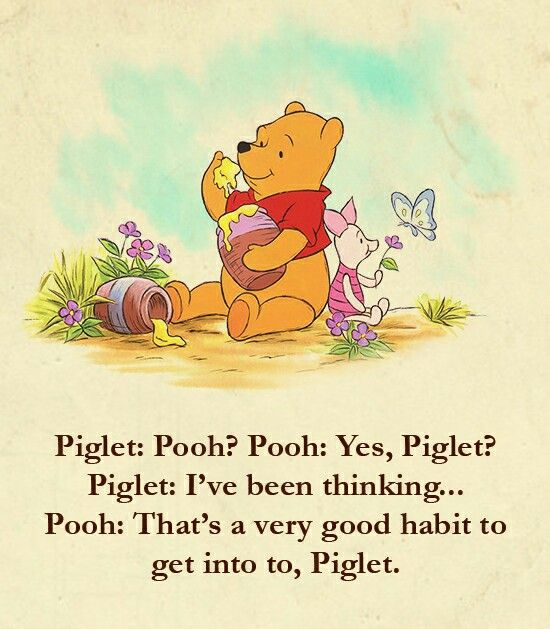 Piglet: Pooh? Pooh: Yes, Piglet?
Piglet: I’ve been thinking...
Pooh: That’s a very good habit to
get into to, Piglet.